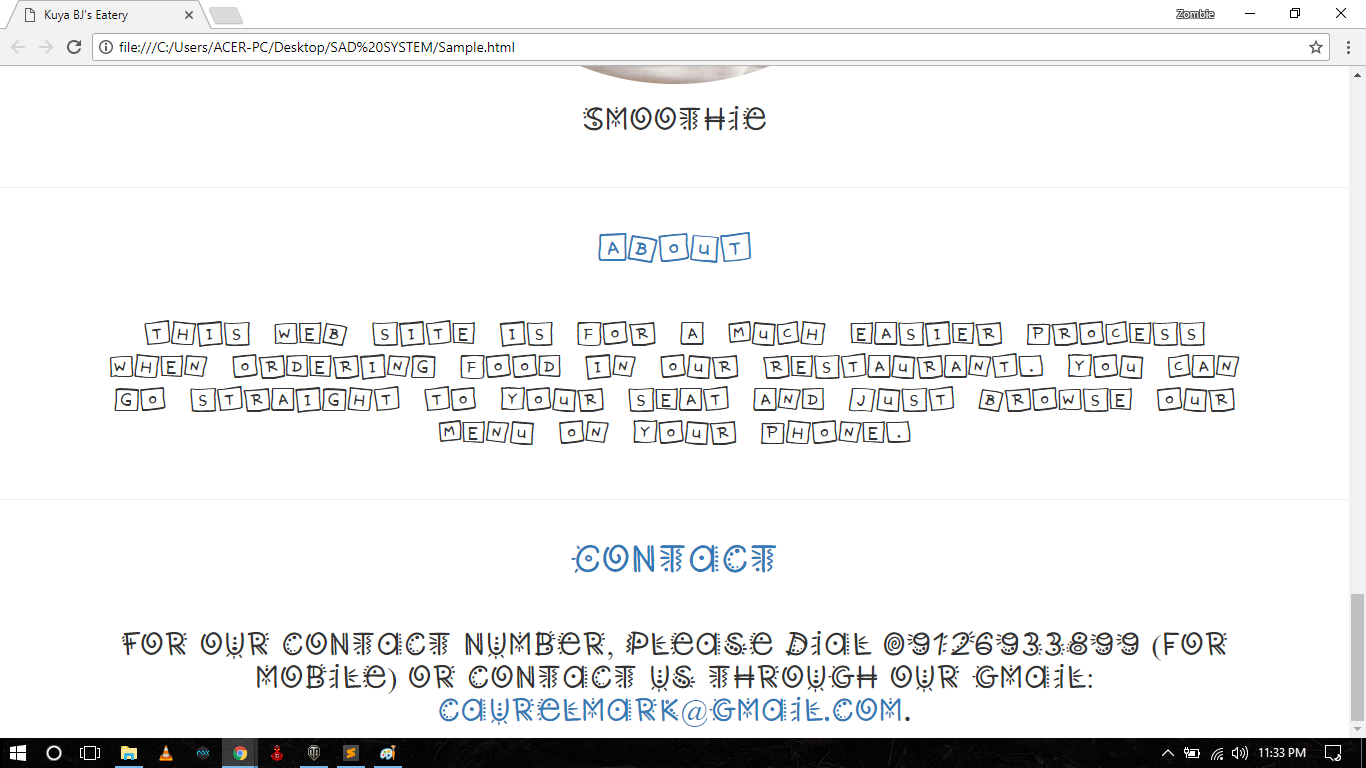 Kuya BJ's Eatery
Zombie
file:///C:/Users/ACER-PC/Desktop/SAD%20SYSTEM/Sample.html
SMOOTHIE
ABOUT
THIS WEB SITE IS FOR A MUCH EASIER PROCESS
WHEN ORDERING FOOD IN OUR RESTAURANT. YOU CAN
GO STRAIGHT TO YOUR SEAT AND JUST BROWSE OUR
MENU ON YOUR PHONE.
CONTACT
FOR OUR CONTACT NUMBER, PLEASE DIAL 09126933899 (FOR
MOBILE) OR CONTACT US THROUGH OUR GMAIL:
CAURELMARK@GMAIL.COM.
nox
11:33 PM